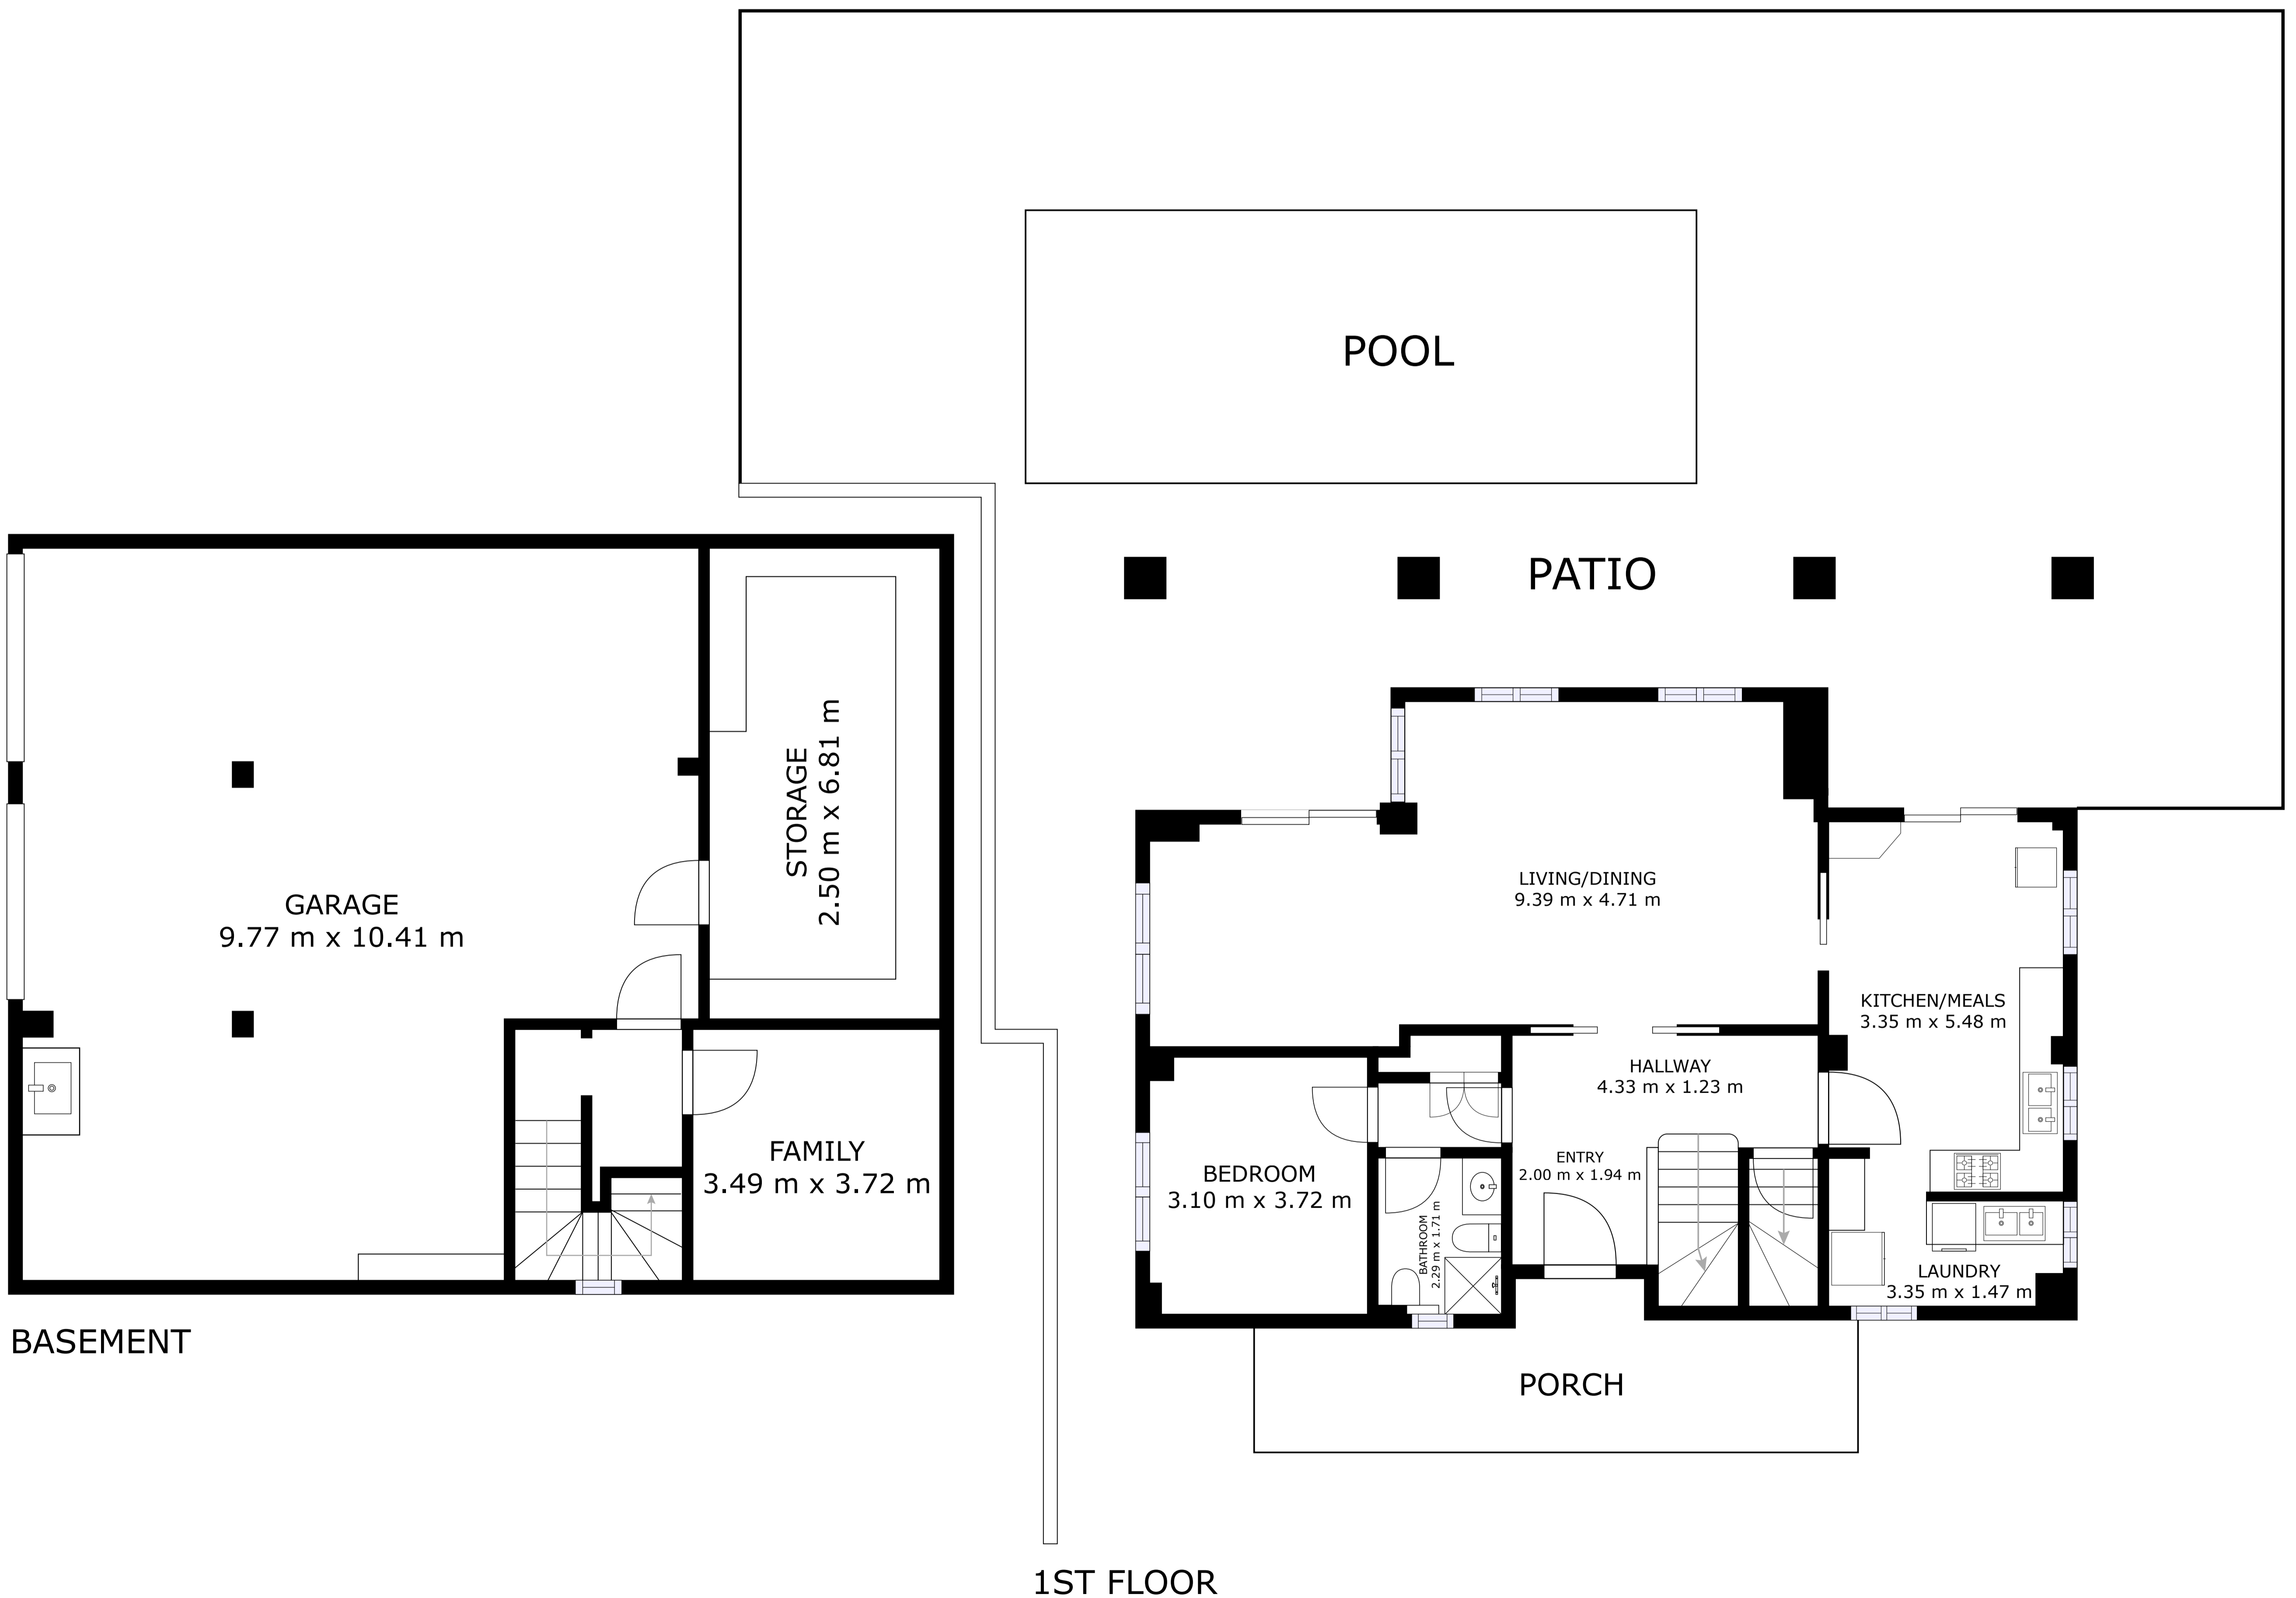 POOL
PATIO
STORAGE
2.50 m x 6.81 m
GARAGE
9.77 m x 10.41 m
LIVING/DINING
9.39 m x 4.71 m
KITCHEN/MEALS
3.35 m x 5.48 m
HALLWAY
4.33 m x 1.23 m
FAMILY
3.49 m x 3.72 m
BEDROOM
3.10 m x 3.72 m
ENTRY
2.00 m x 1.94 m
BATHROOM
2.29 m x 1.71 m
LAUNDRY
3.35 m x 1.47 m
BASEMENT
PORCH
1ST FLOOR